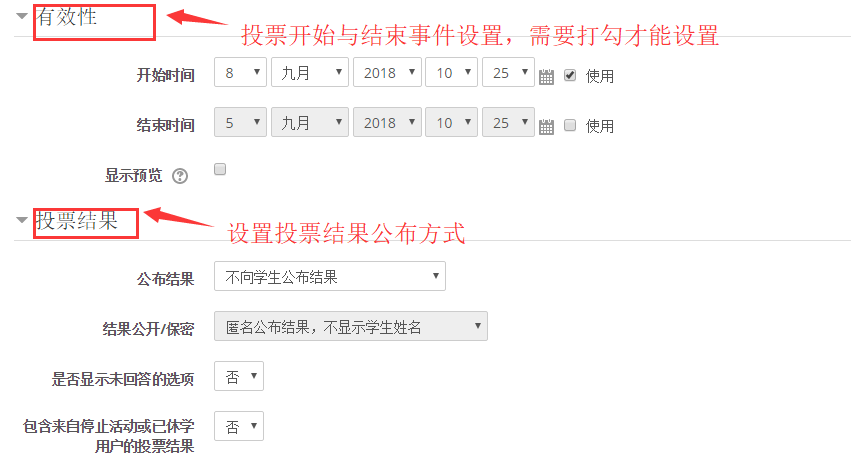 有效性
投票开始与结束事件设置，需要打勾才能设置
开始时间 8 九月 2018 10 25 使用
结束时间 5 九月 2018 10 25 使用
显示预览 ?
投票结果
设置投票结果公布方式
公布结果 不向学生公布结果
结果公开/保密 匿名公布结果，不显示学生姓名
是否显示未回答的选项 否
包含来自停止活动或已休学 否
用户的投票结果